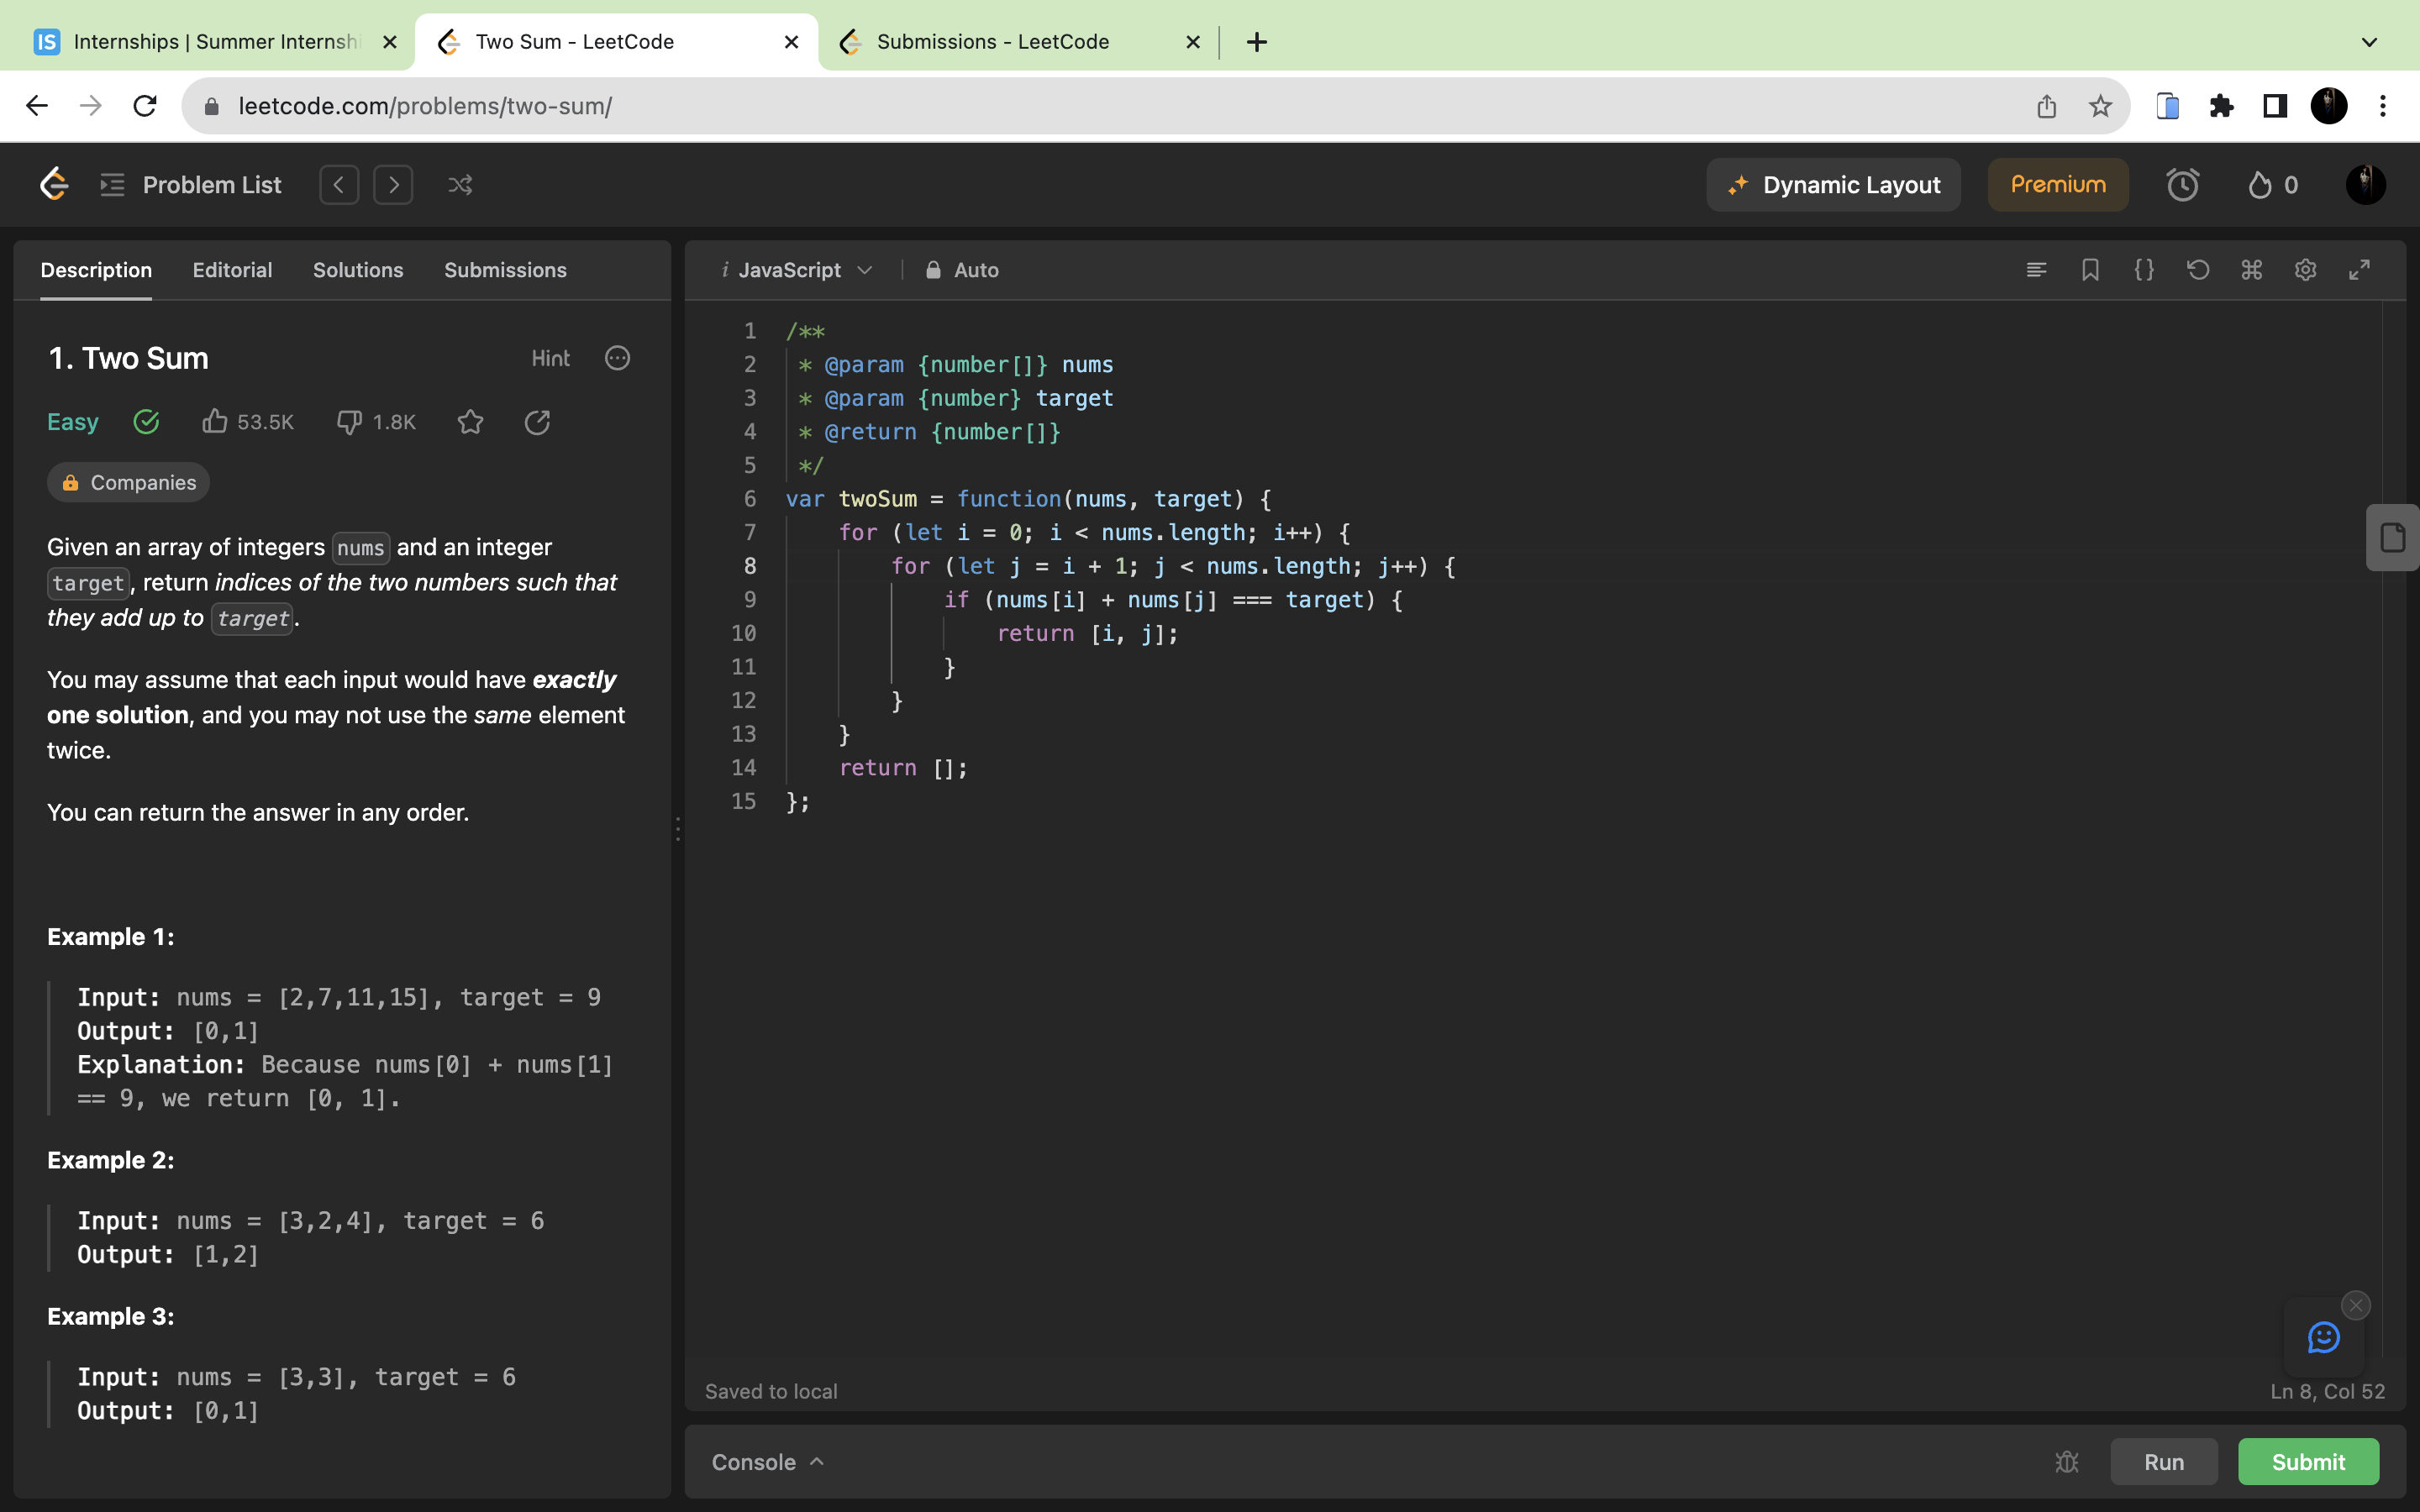 IS Internships | Summer Internshi
Two Sum - LeetCode
Submissions - LeetCode
leetcode.com/problems/two-sum/
Problem List
Dynamic Layout
Premium
0
Description Editorial Solutions Submissions
1. Two Sum
Hint
Easy 53.5K 1.8K
Companies
Given an array of integers nums and an integer
target, return indices of the two numbers such that
they add up to target.
You may assume that each input would have exactly
one solution, and you may not use the same element
twice.
You can return the answer in any order.
Example 1:
Input: nums = [2,7,11,15], target = 9
Output: [0,1]
Explanation: Because nums[0] + nums[1]
== 9, we return [0, 1].
Example 2:
Input: nums = [3,2,4], target = 6
Output: [1,2]
Example 3:
Input: nums = [3,3], target = 6
Output: [0,1]
i JavaScript Auto
1 /**
2  * @param {number[]} nums
3  * @param {number} target
4  * @return {number[]}
5  */
6 var twoSum = function(nums, target) {
7     for (let i = 0; i < nums.length; i++) {
8         for (let j = i + 1; j < nums.length; j++) {
9             if (nums[i] + nums[j] === target) {
10                 return [i, j];
11             }
12         }
13     }
14     return [];
15 };
Saved to local
Ln 8, Col 52
Console
Run
Submit